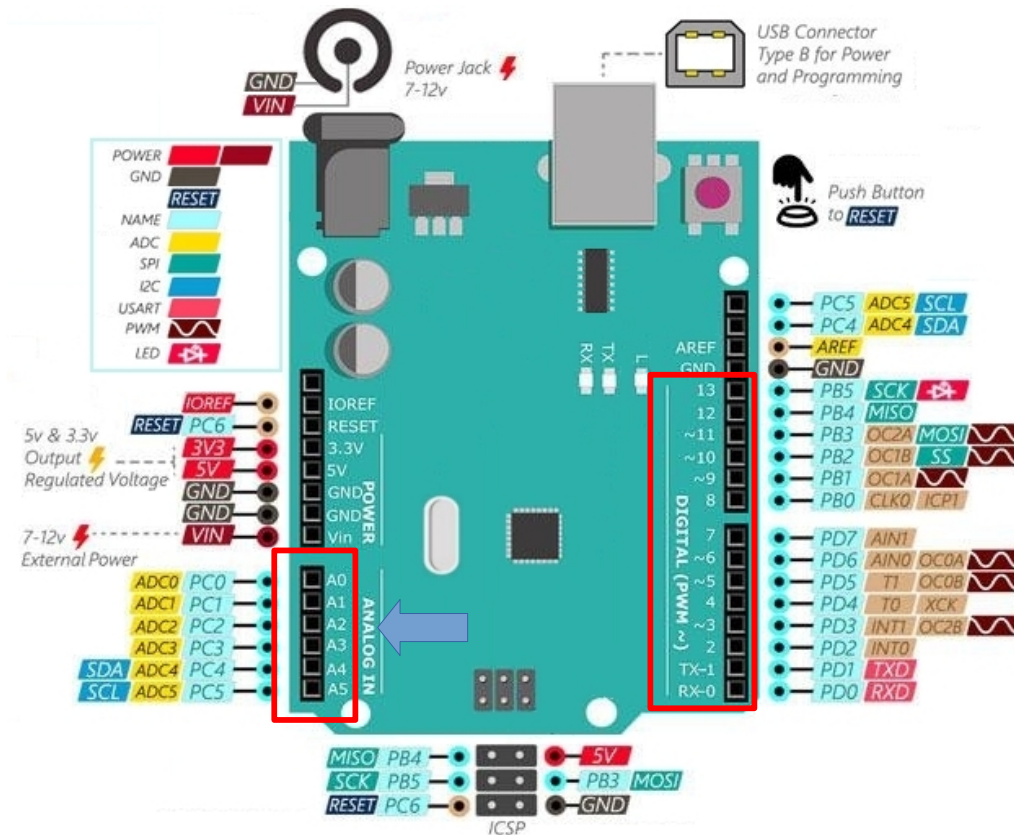 GND
VIN
Power Jack
7-12v
USB Connector
Type B for Power
and Programming
POWER
GND
RESET
NAME
ADC
SPI
I2C
USART
PWM
LED
Push Button
to RESET
RX
TX
L
AREF
GND
13
12
~11
~10
~9
8
7
~6
~5
4
~3
2
TX-1
RX-0
DIGITAL (PWM ~)
PC5 ADC5 SCL
PC4 ADC4 SDA
AREF
GND
PB5 SCK
PB4 MISO
PB3 OC2A MOSI
PB2 OC1B SS
PB1 OC1A
PB0 CLK0 ICP1
PD7 AIN1
PD6 AIN0 OC0A
PD5 T1 OC0B
PD4 T0 XCK
PD3 INT1 OC2B
PD2 INT0
PD1 TXD
PD0 RXD
IOREF
RESET PC6
3V3
5V
GND
GND
VIN
5v & 3.3v
Output
Regulated Voltage
7-12v
External Power
IOREF
RESET
3.3V
5V
GND
GND
Vin
POWER
ADC0 PC0
ADC1 PC1
ADC2 PC2
ADC3 PC3
SDA ADC4 PC4
SCL ADC5 PC5
A0
A1
A2
A3
A4
A5
ANALOG IN
MISO PB4
SCK PB5
RESET PC6
5V
PB3 MOSI
GND
ICSP